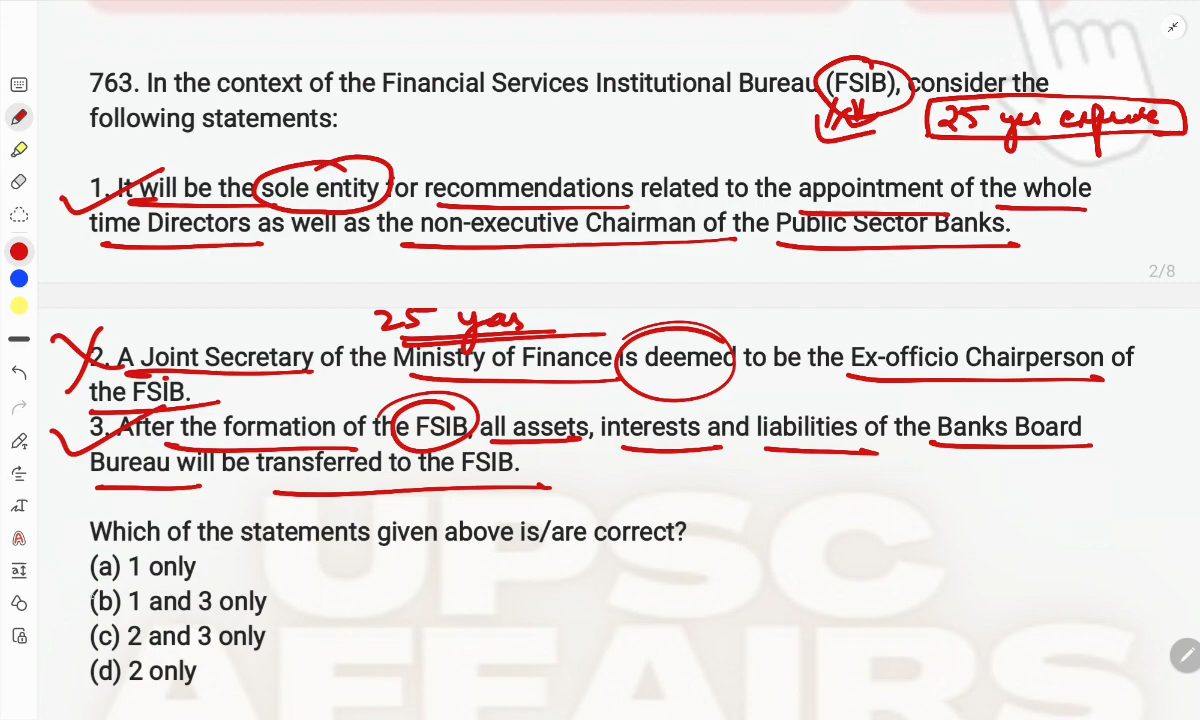 763. In the context of the Financial Services Institutional Bureau (FSIB), consider the
following statements:
25 yrs
1. It will be the sole entity for recommendations related to the appointment of the whole
time Directors as well as the non-executive Chairman of the Public Sector Banks.
2/8
25 years
2. A Joint Secretary of the Ministry of Finance is deemed to be the Ex-officio Chairperson of
the FSIB.
3. After the formation of the FSIB, all assets, interests and liabilities of the Banks Board
Bureau will be transferred to the FSIB.
Which of the statements given above is/are correct?
(a) 1 only
(b) 1 and 3 only
(c) 2 and 3 only
(d) 2 only
UPSC
AFFAIRS